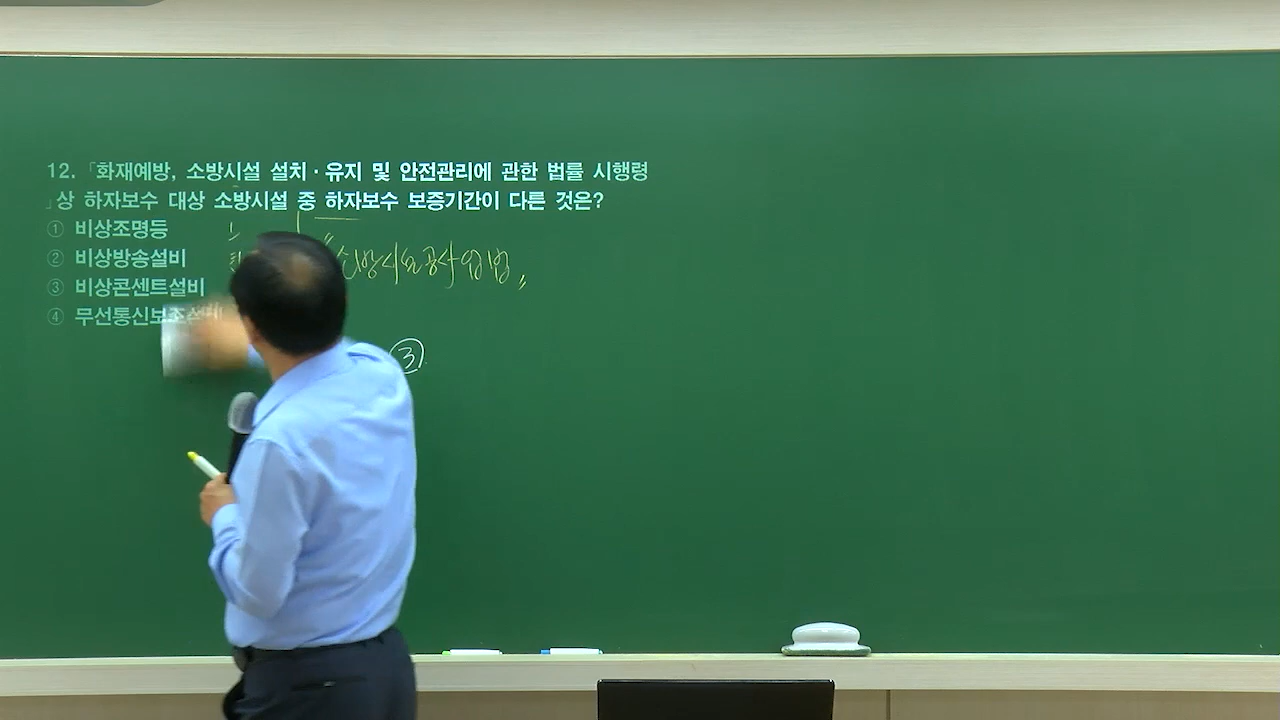 12. 「화재예방, 소방시설 설치·유지 및 안전관리에 관한 법률 시행령
」상 하자보수 대상 소방시설 중 하자보수 보증기간이 다른 것은?
① 비상조명등
② 비상방송설비
"소방시설공사업법"
③ 비상콘센트설비
④ 무선통신보조설비
③